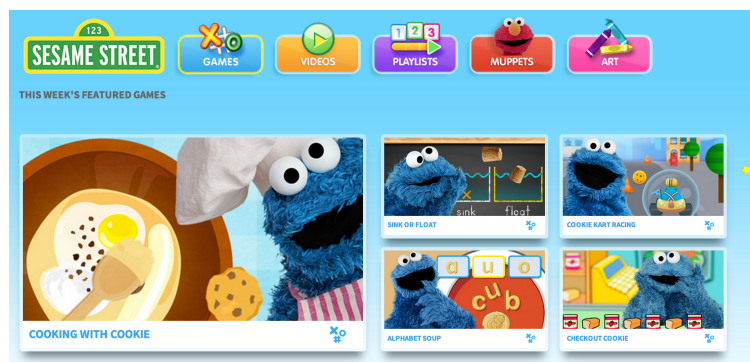 123
SESAME STREET
GAMES
VIDEOS
1 2 3
PLAYLISTS
MUPPETS
ART
THIS WEEK'S FEATURED GAMES
COOKING WITH COOKIE
sink
float
SINK OR FLOAT
COOKIE KART RACING
a u o
cub
ALPHABET SOUP
CHECKOUT COOKIE